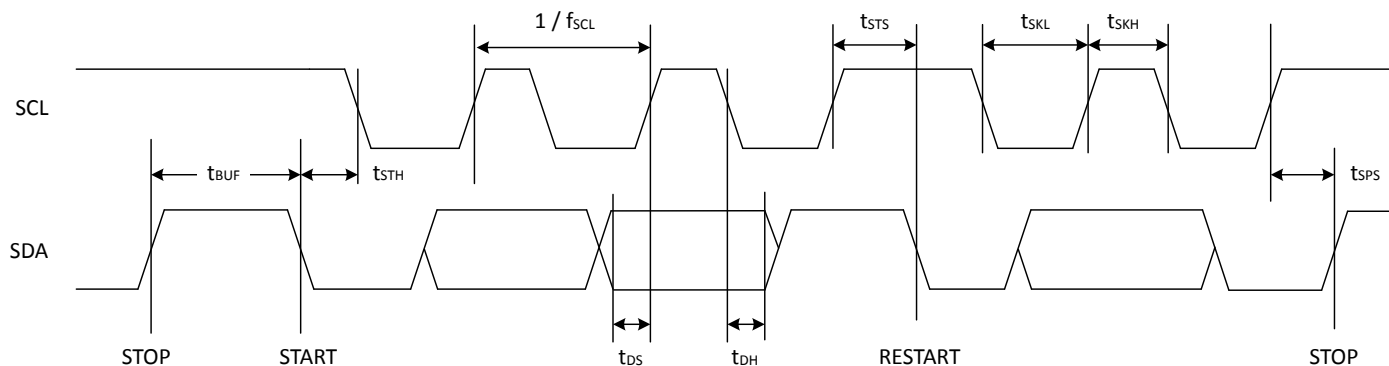 1 / fSCL
tSTS
tSKL
tSKH
SCL
tBUF
tSTH
tSPS
SDA
tDS
tDH
STOP
START
RESTART
STOP